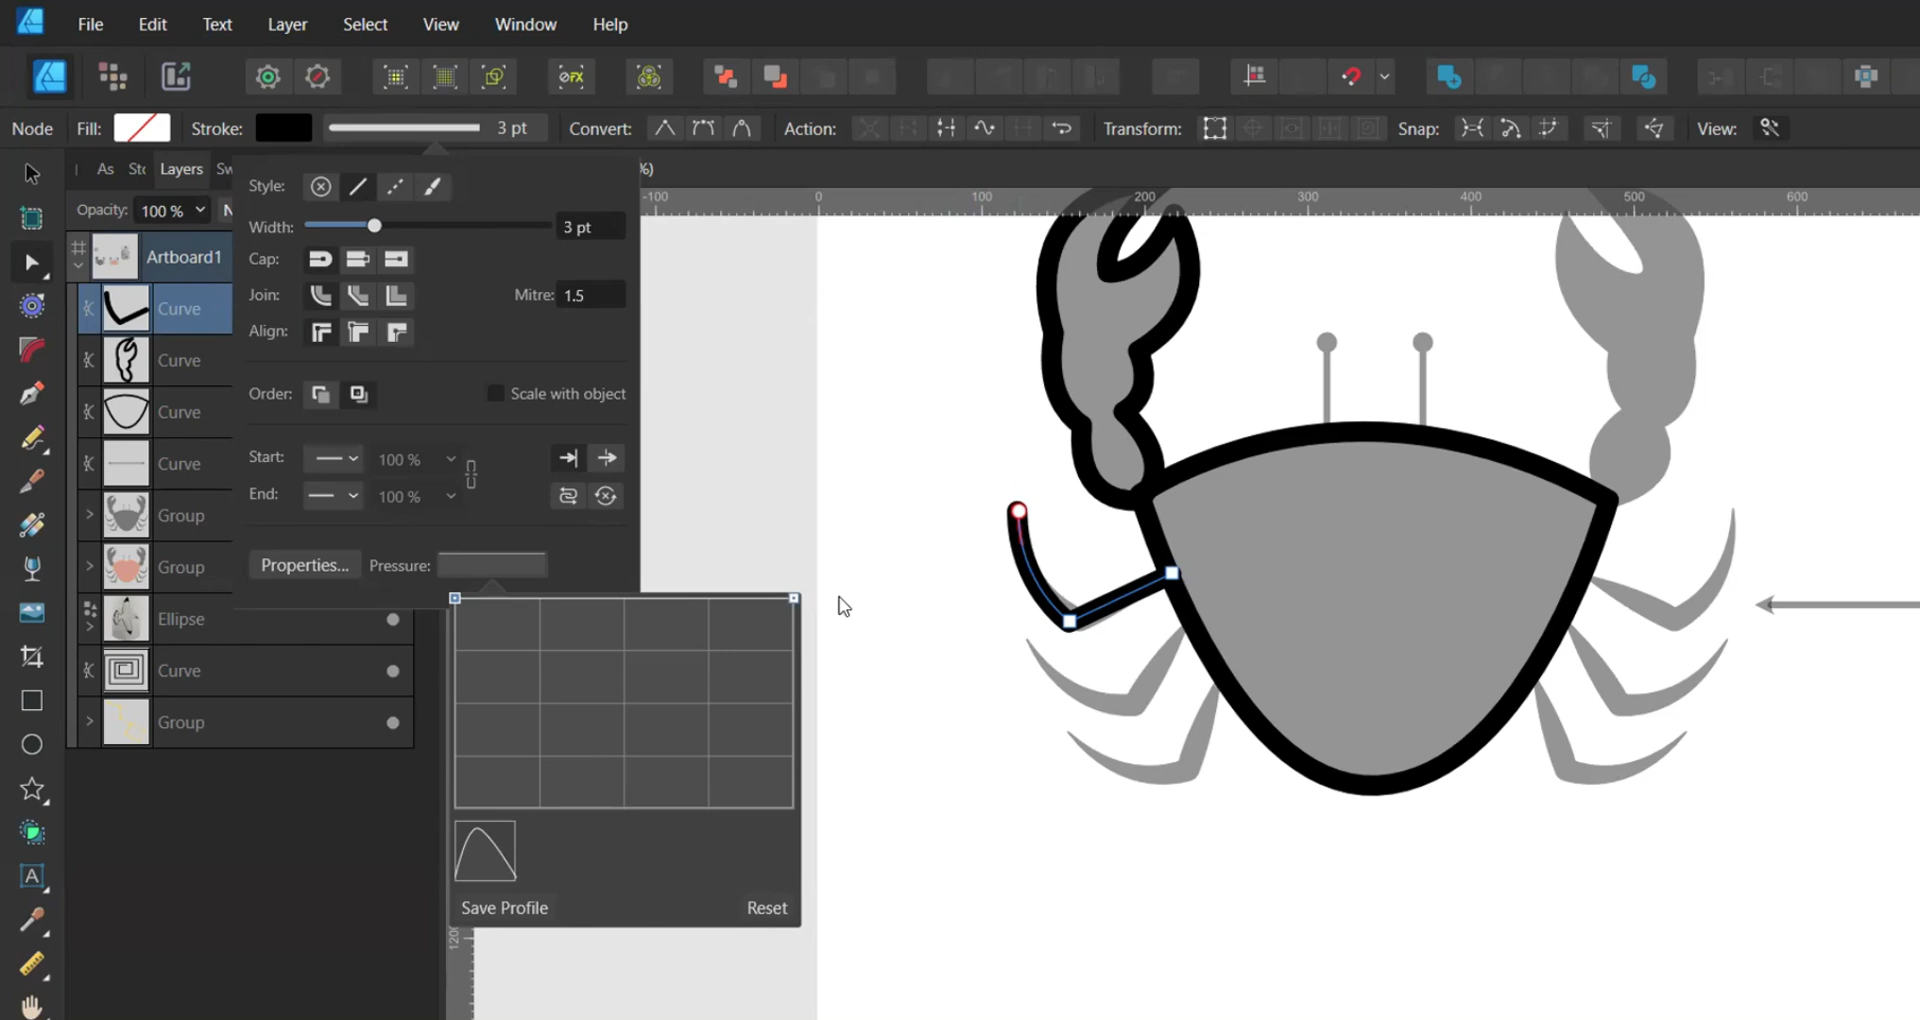 File Edit Text Layer Select View Window Help
Node Fill: Stroke: 3 pt Convert: Action: Transform: Snap: View:
As Layers %)
Style:
-100 0 100 200 300 400 500 600
Opacity: 100 %
Width: 3 pt
Artboard1
Cap:
Join: Mitre: 1.5
Curve
Align:
Curve
Order: Scale with object
Curve
Start: 100 %
Curve
End: 100 %
Group
Properties... Pressure:
Group
Ellipse
Curve
Group
Save Profile Reset